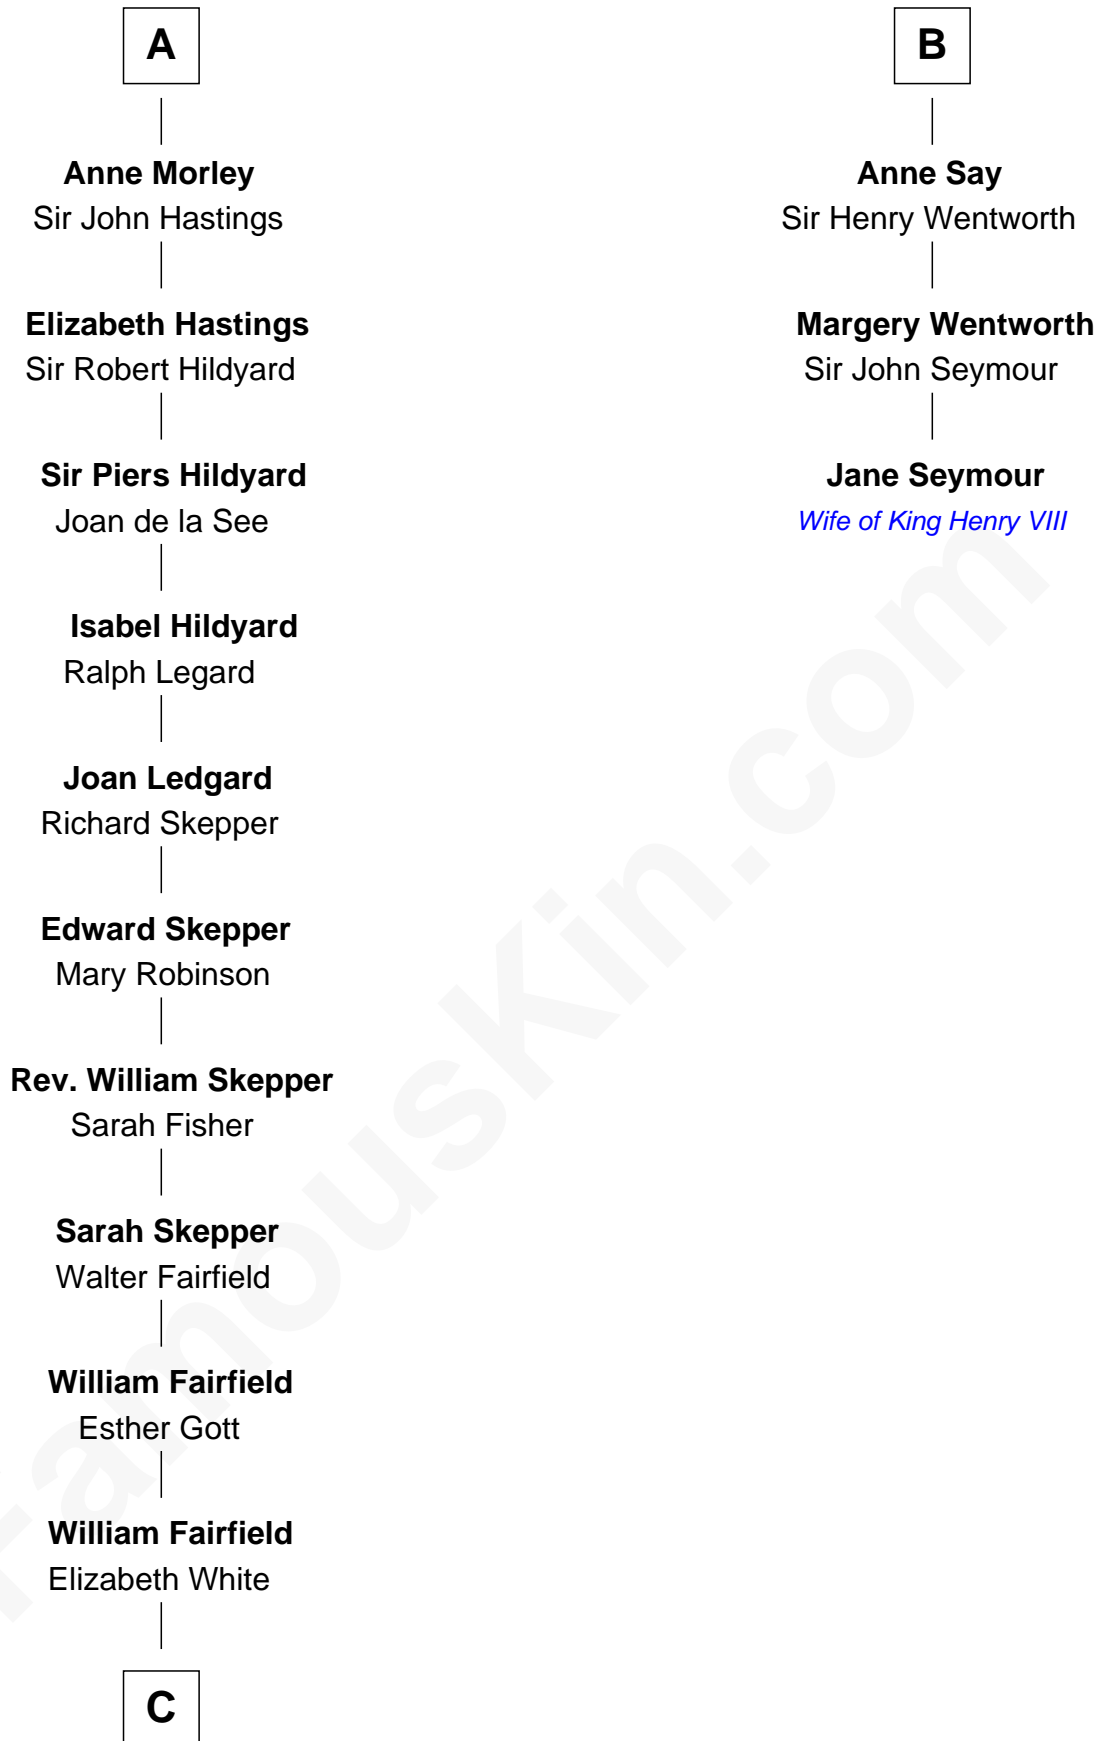 A
Anne Morley
Sir John Hastings
Elizabeth Hastings
Sir Robert Hildyard
Sir Piers Hildyard
Joan de la See
Isabel Hildyard
Ralph Legard
Joan Ledgard
Richard Skepper
Edward Skepper
Mary Robinson
Rev. William Skepper
Sarah Fisher
Sarah Skepper
Walter Fairfield
William Fairfield
Esther Gott
William Fairfield
Elizabeth White
C
B
Anne Say
Sir Henry Wentworth
Margery Wentworth
Sir John Seymour
Jane Seymour
Wife of King Henry VIII
FamousKin.com